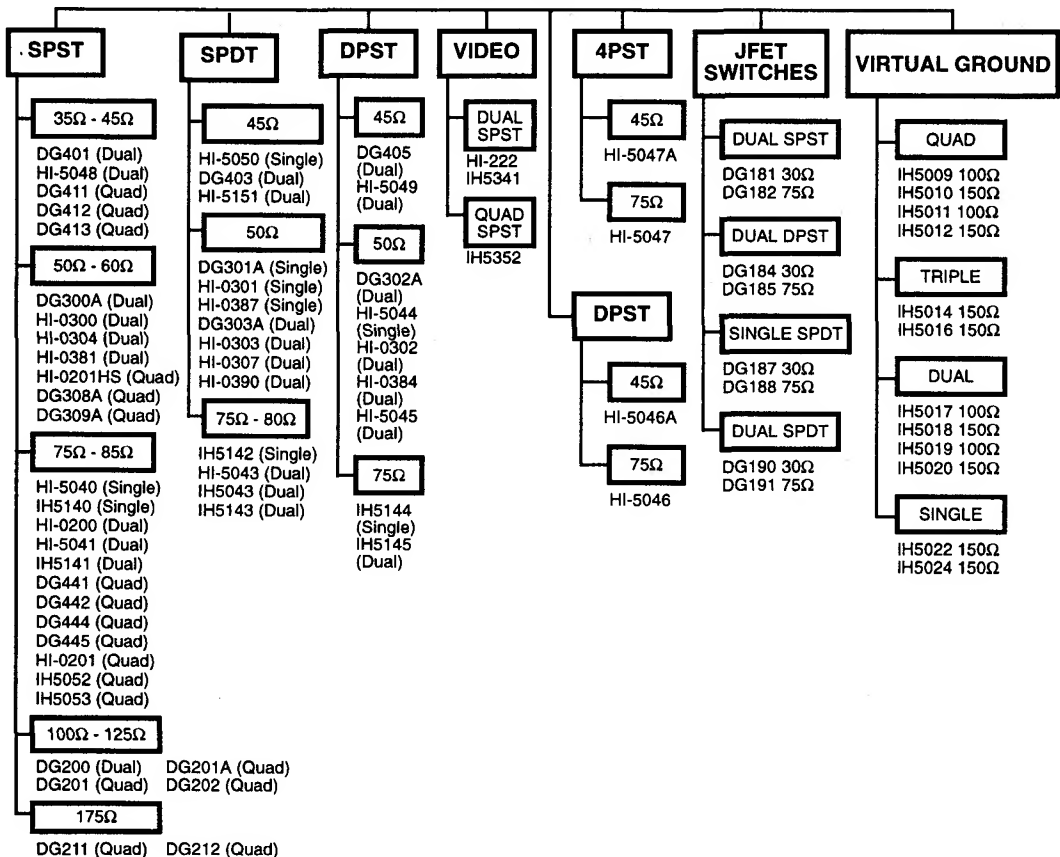 SPST
35Ω - 45Ω
DG401 (Dual)
HI-5048 (Dual)
DG411 (Quad)
DG412 (Quad)
DG413 (Quad)
50Ω - 60Ω
DG300A (Dual)
HI-0300 (Dual)
HI-0304 (Dual)
HI-0381 (Dual)
HI-0201HS (Quad)
DG308A (Quad)
DG309A (Quad)
75Ω - 85Ω
HI-5040 (Single)
IH5140 (Single)
HI-0200 (Dual)
HI-5041 (Dual)
IH5141 (Dual)
DG441 (Quad)
DG442 (Quad)
DG444 (Quad)
DG445 (Quad)
HI-0201 (Quad)
IH5052 (Quad)
IH5053 (Quad)
100Ω - 125Ω
DG200 (Dual) DG201A (Quad)
DG201 (Quad) DG202 (Quad)
175Ω
DG211 (Quad) DG212 (Quad)
SPDT
45Ω
HI-5050 (Single)
DG403 (Dual)
HI-5151 (Dual)
50Ω
DG301A (Single)
HI-0301 (Single)
HI-0387 (Single)
DG303A (Dual)
HI-0303 (Dual)
HI-0307 (Dual)
HI-0390 (Dual)
75Ω - 80Ω
IH5142 (Single)
HI-5043 (Dual)
IH5043 (Dual)
IH5143 (Dual)
DPST
45Ω
DG405
(Dual)
HI-5049
(Dual)
50Ω
DG302A
(Dual)
HI-5044
(Single)
HI-0302
(Dual)
HI-0384
(Dual)
HI-5045
(Dual)
75Ω
IH5144
(Single)
IH5145
(Dual)
VIDEO
DUAL
SPST
HI-222
IH5341
QUAD
SPST
IH5352
4PST
45Ω
HI-5047A
75Ω
HI-5047
DPST
45Ω
HI-5046A
75Ω
HI-5046
JFET
SWITCHES
DUAL SPST
DG181 30Ω
DG182 75Ω
DUAL DPST
DG184 30Ω
DG185 75Ω
SINGLE SPDT
DG187 30Ω
DG188 75Ω
DUAL SPDT
DG190 30Ω
DG191 75Ω
VIRTUAL GROUND
QUAD
IH5009 100Ω
IH5010 150Ω
IH5011 100Ω
IH5012 150Ω
TRIPLE
IH5014 150Ω
IH5016 150Ω
DUAL
IH5017 100Ω
IH5018 150Ω
IH5019 100Ω
IH5020 150Ω
SINGLE
IH5022 150Ω
IH5024 150Ω